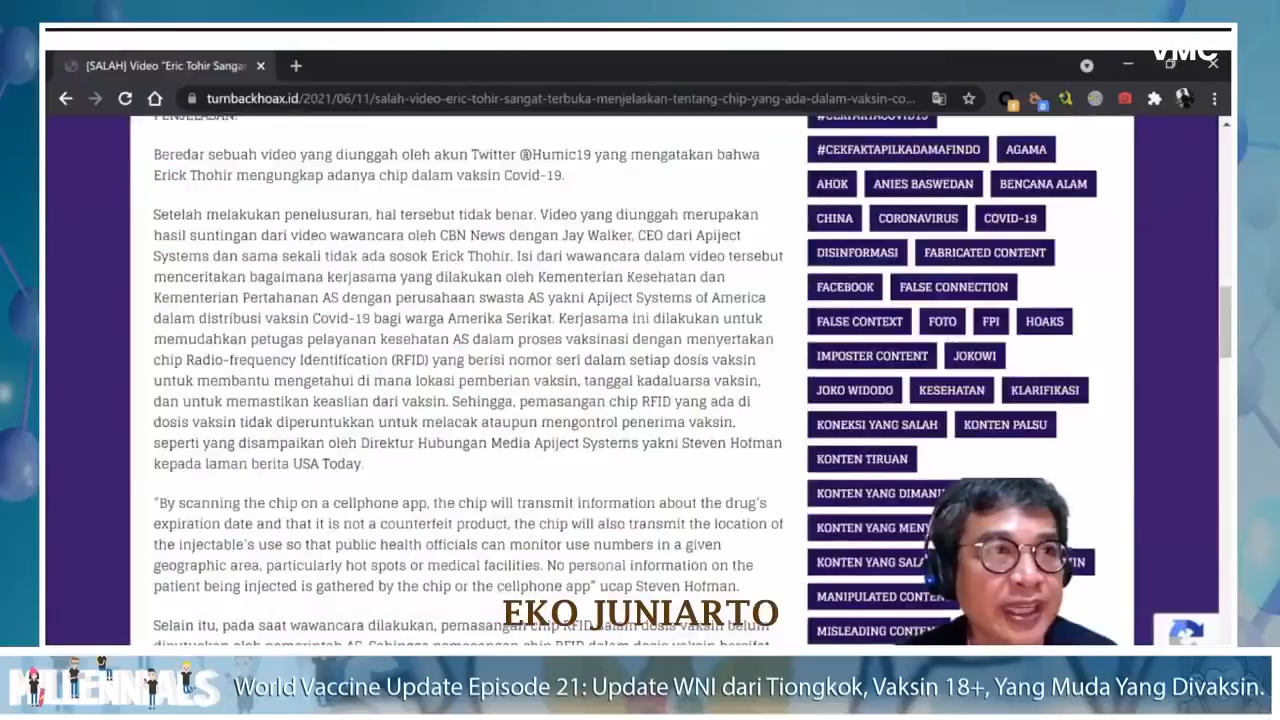 VMC
[SALAH] Video "Eric Tohir Sangat
turnbackhoax.id/2021/06/11/salah-video-eric-tohir-sangat-terbuka-menjelaskan-tentang-chip-yang-ada-dalam-vaksin-co...
PENJELASAN:
Beredar sebuah video yang diunggah oleh akun Twitter @Humic19 yang mengatakan bahwa
Erick Thohir mengungkap adanya chip dalam vaksin Covid-19.
Setelah melakukan penelusuran, hal tersebut tidak benar. Video yang diunggah merupakan
hasil suntingan dari video wawancara oleh CBN News dengan Jay Walker, CEO dari Apiject
Systems dan sama sekali tidak ada sosok Erick Thohir. Isi dari wawancara dalam video tersebut
menceritakan bagaimana kerjasama yang dilakukan oleh Kementerian Kesehatan dan
Kementerian Pertahanan AS dengan perusahaan swasta AS yakni Apiject Systems of America
dalam distribusi vaksin Covid-19 bagi warga Amerika Serikat. Kerjasama ini dilakukan untuk
memudahkan petugas pelayanan kesehatan AS dalam proses vaksinasi dengan menyertakan
chip Radio-frequency Identification (RFID) yang berisi nomor seri dalam setiap dosis vaksin
untuk membantu mengetahui di mana lokasi pemberian vaksin, tanggal kadaluarsa vaksin,
dan untuk memastikan keaslian dari vaksin. Sehingga, pemasangan chip RFID yang ada di
dosis vaksin tidak diperuntukkan untuk melacak ataupun mengontrol penerima vaksin,
seperti yang disampaikan oleh Direktur Hubungan Media Apiject Systems yakni Steven Hofman
kepada laman berita USA Today.
"By scanning the chip on a cellphone app, the chip will transmit information about the drug's
expiration date and that it is not a counterfeit product, the chip will also transmit the location of
the injectable's use so that public health officials can monitor use numbers in a given
geographic area, particularly hot spots or medical facilities. No personal information on the
patient being injected is gathered by the chip or the cellphone app" ucap Steven Hofman.
Selain itu, pada saat wawancara dilakukan, pemasangan chip RFID dalam dosis vaksin belum
#CEKFAKTACOVID19
#CEKFAKTAPILKADAMAFINDO AGAMA
AHOK ANIES BASWEDAN BENCANA ALAM
CHINA CORONAVIRUS COVID-19
DISINFORMASI FABRICATED CONTENT
FACEBOOK FALSE CONNECTION
FALSE CONTEXT FOTO FPI HOAKS
IMPOSTER CONTENT JOKOWI
JOKO WIDODO KESEHATAN KLARIFIKASI
KONEKSI YANG SALAH KONTEN PALSU
KONTEN TIRUAN
KONTEN YANG
KONTEN YANG
KONTEN YANG
MANIPULATED
MISLEADING
EKO JUNIARTO
MILLENNIALS
World Vaccine Update Episode 21: Update WNI dari Tiongkok, Vaksin 18+, Yang Muda Yang Divaksin.